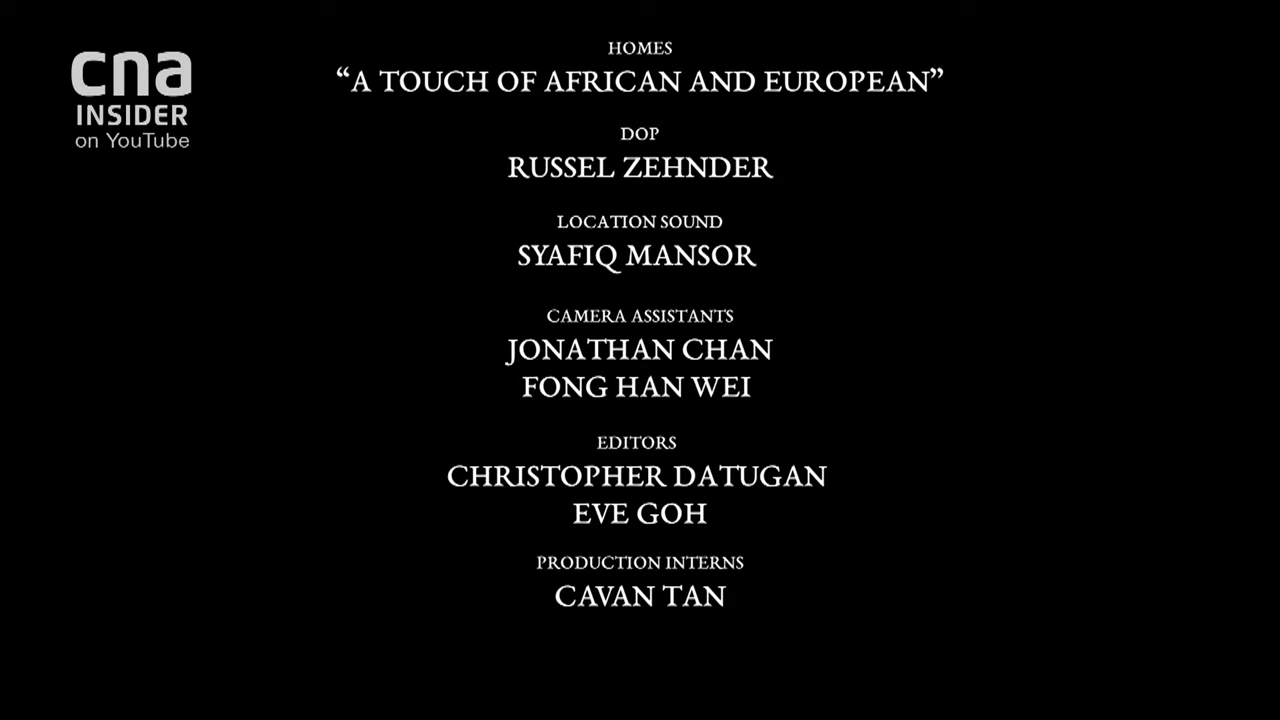 cna
INSIDER
on YouTube
HOMES
“A TOUCH OF AFRICAN AND EUROPEAN”
DOP
RUSSEL ZEHNDER
LOCATION SOUND
SYAFIQ MANSOR
CAMERA ASSISTANTS
JONATHAN CHAN
FONG HAN WEI
EDITORS
CHRISTOPHER DATUGAN
EVE GOH
PRODUCTION INTERNS
CAVAN TAN